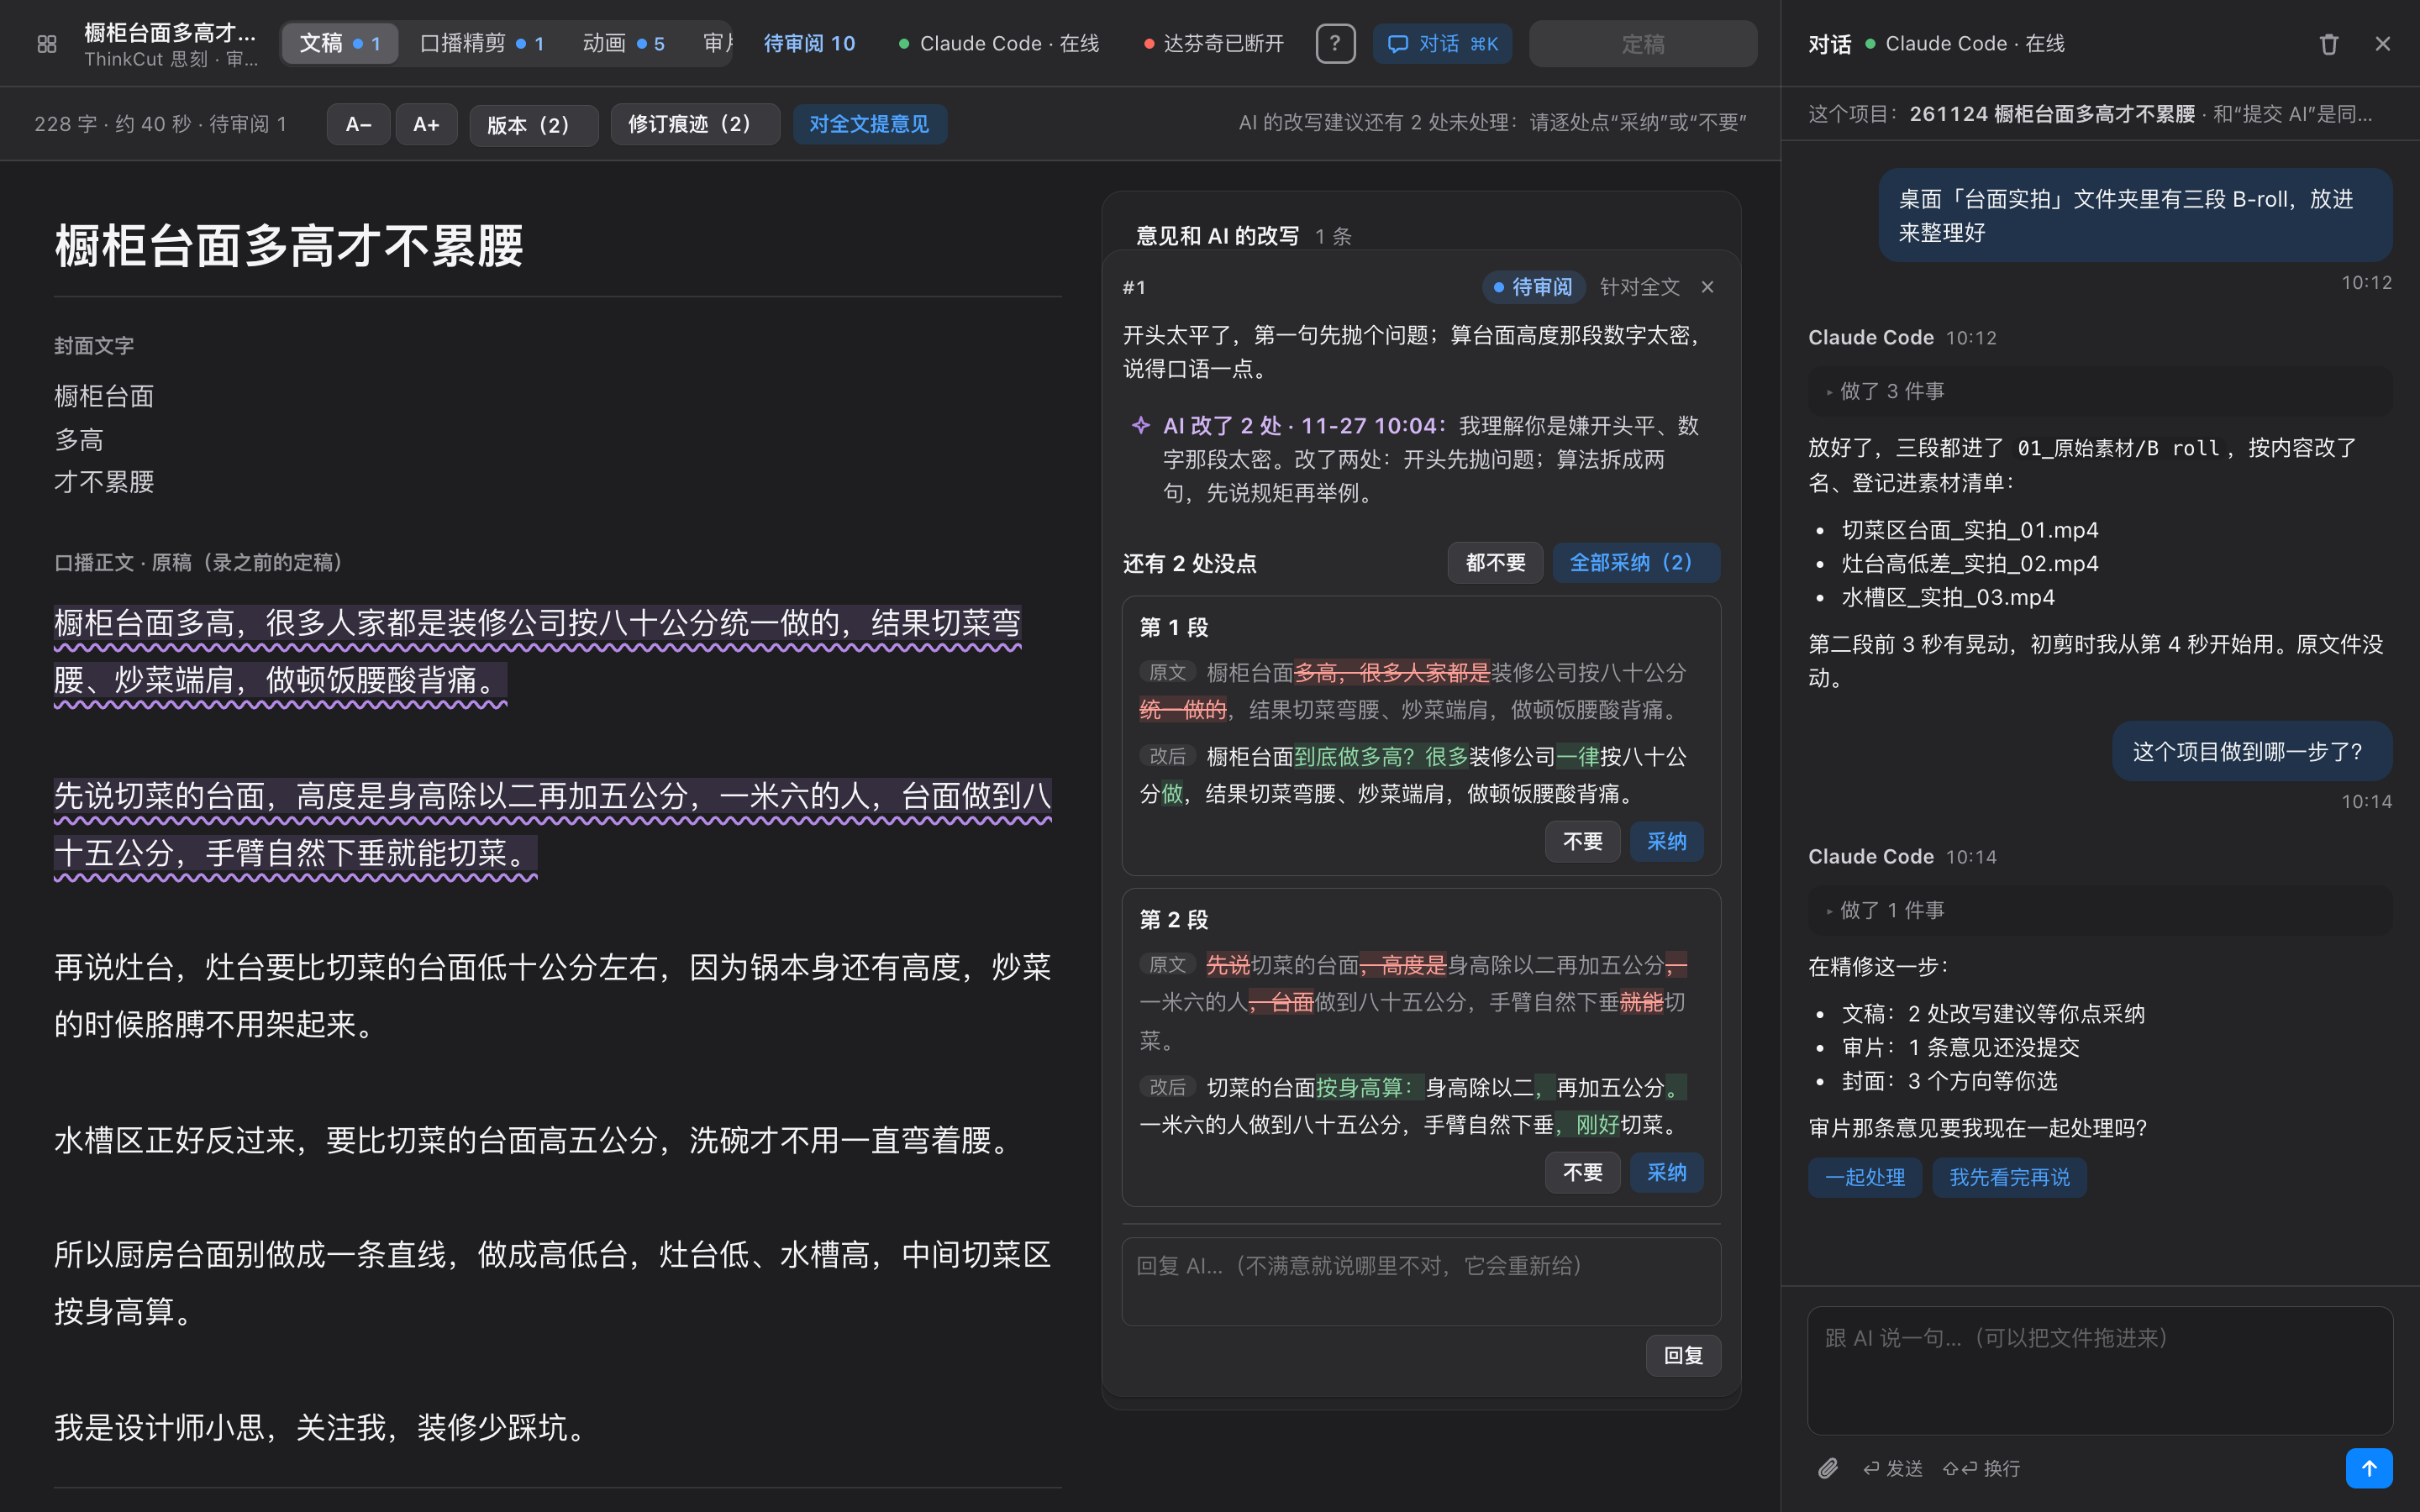 橱柜台面多高才…
ThinkCut 思刻 · 审…
文稿 1
口播精剪 1
动画 5
待审阅 10
Claude Code · 在线
达芬奇已断开
?
对话 ⌘K
定稿
228 字 · 约 40 秒 · 待审阅 1
A−
A+
版本（2）
修订痕迹（2）
对全文提意见
AI 的改写建议还有 2 处未处理：请逐处点“采纳”或“不要”
橱柜台面多高才不累腰
封面文字
橱柜台面
多高
才不累腰
口播正文 · 原稿（录之前的定稿）
橱柜台面多高，很多人家都是装修公司按八十公分统一做的，结果切菜弯
腰、炒菜端肩，做顿饭腰酸背痛。
先说切菜的台面，高度是身高除以二再加五公分，一米六的人，台面做到八
十五公分，手臂自然下垂就能切菜。
再说灶台，灶台要比切菜的台面低十公分左右，因为锅本身还有高度，炒菜
的时候胳膊不用架起来。
水槽区正好反过来，要比切菜的台面高五公分，洗碗才不用一直弯着腰。
所以厨房台面别做成一条直线，做成高低台，灶台低、水槽高，中间切菜区
按身高算。
我是设计师小思，关注我，装修少踩坑。
意见和 AI 的改写 1 条
#1
待审阅
针对全文
开头太平了，第一句先抛个问题；算台面高度那段数字太密，
说得口语一点。
AI 改了 2 处 · 11-27 10:04：我理解你是嫌开头平、数
字那段太密。改了两处：开头先抛问题；算法拆成两
句，先说规矩再举例。
还有 2 处没点
都不要
全部采纳（2）
第 1 段
原文 橱柜台面多高，很多人家都是装修公司按八十公分
统一做的，结果切菜弯腰、炒菜端肩，做顿饭腰酸背痛。
改后 橱柜台面到底做多高？很多装修公司一律按八十公
分做，结果切菜弯腰、炒菜端肩，做顿饭腰酸背痛。
不要
采纳
第 2 段
原文 先说切菜的台面，高度是身高除以二再加五公分，
一米六的人，台面做到八十五公分，手臂自然下垂就能切
菜。
改后 切菜的台面按身高算：身高除以二，再加五公分。
一米六的人做到八十五公分，手臂自然下垂，刚好切菜。
不要
采纳
回复 AI…（不满意就说哪里不对，它会重新给）
回复
对话 Claude Code · 在线
这个项目：261124 橱柜台面多高才不累腰 · 和“提交 AI”是同…
桌面「台面实拍」文件夹里有三段 B-roll，放进
来整理好
10:12
Claude Code 10:12
做了 3 件事
放好了，三段都进了 01_原始素材/B roll，按内容改了
名、登记进素材清单：
• 切菜区台面_实拍_01.mp4
• 灶台高低差_实拍_02.mp4
• 水槽区_实拍_03.mp4
第二段前 3 秒有晃动，初剪时我从第 4 秒开始用。原文件没
动。
这个项目做到哪一步了？
10:14
Claude Code 10:14
做了 1 件事
在精修这一步：
• 文稿：2 处改写建议等你点采纳
• 审片：1 条意见还没提交
• 封面：3 个方向等你选
审片那条意见要我现在一起处理吗？
一起处理
我先看完再说
跟 AI 说一句…（可以把文件拖进来）
⏎ 发送 ⇧⏎ 换行